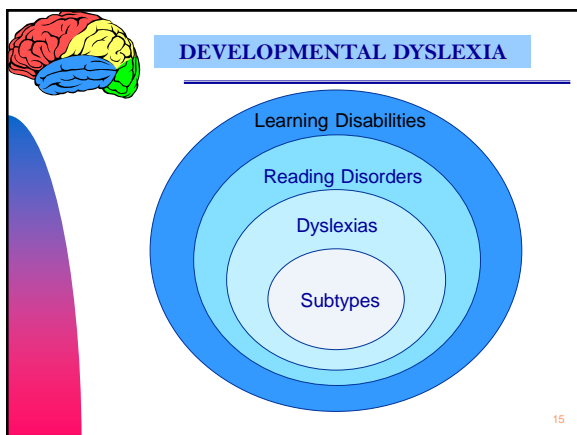 DEVELOPMENTAL DYSLEXIA
Learning Disabilities
Reading Disorders
Dyslexias
Subtypes
15